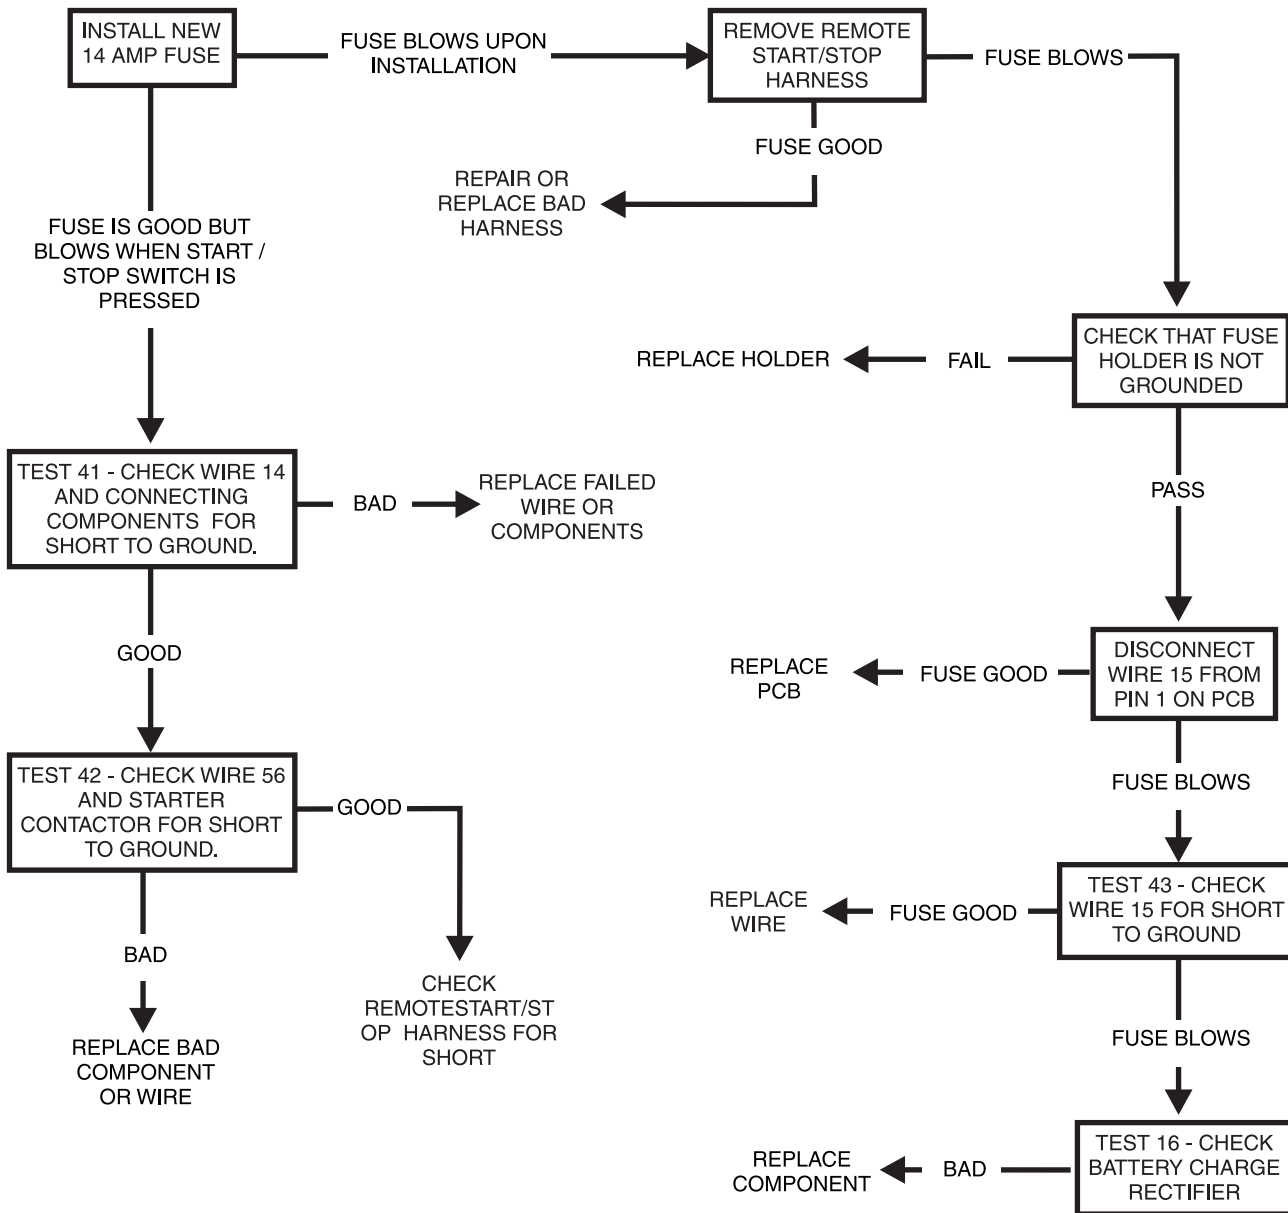 INSTALL NEW
14 AMP FUSE
FUSE BLOWS UPON
INSTALLATION
REMOVE REMOTE
START/STOP
HARNESS
FUSE BLOWS
FUSE GOOD
REPAIR OR
REPLACE BAD
HARNESS
FUSE IS GOOD BUT
BLOWS WHEN START /
STOP SWITCH IS
PRESSED
CHECK THAT FUSE
HOLDER IS NOT
GROUNDED
FAIL
REPLACE HOLDER
PASS
TEST 41 - CHECK WIRE 14
AND CONNECTING
COMPONENTS FOR
SHORT TO GROUND.
BAD
REPLACE FAILED
WIRE OR
COMPONENTS
GOOD
DISCONNECT
WIRE 15 FROM
PIN 1 ON PCB
FUSE GOOD
REPLACE
PCB
FUSE BLOWS
TEST 42 - CHECK WIRE 56
AND STARTER
CONTACTOR FOR SHORT
TO GROUND.
GOOD
BAD
REPLACE BAD
COMPONENT
OR WIRE
CHECK
REMOTESTART/ST
OP HARNESS FOR
SHORT
TEST 43 - CHECK
WIRE 15 FOR SHORT
TO GROUND
FUSE GOOD
REPLACE
WIRE
FUSE BLOWS
TEST 16 - CHECK
BATTERY CHARGE
RECTIFIER
BAD
REPLACE
COMPONENT